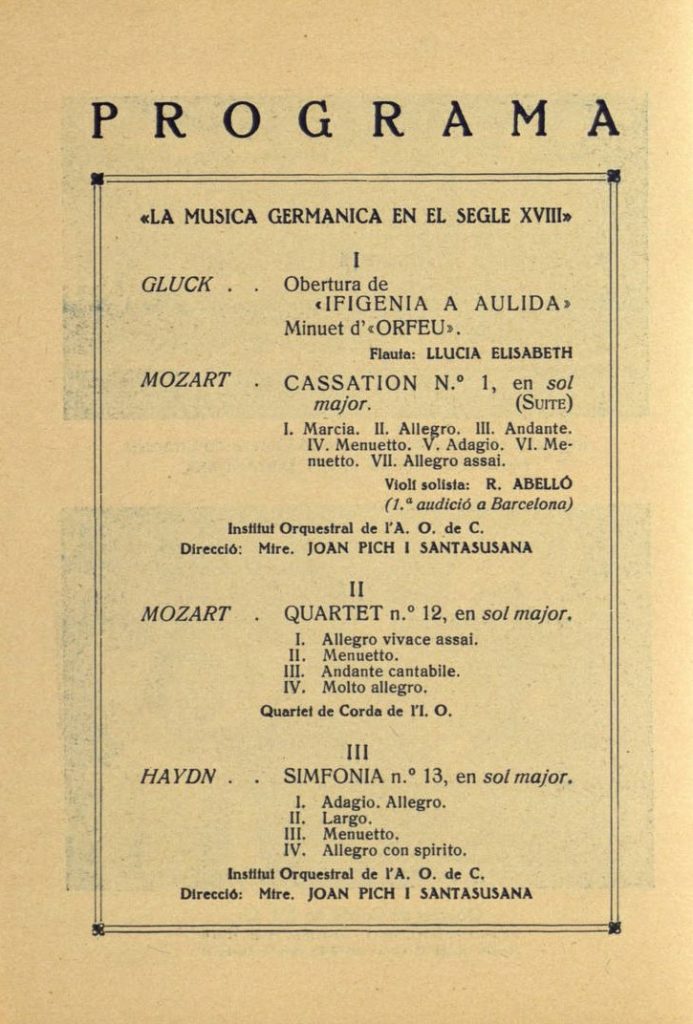 PROGRAMA
«LA MUSICA GERMANICA EN EL SEGLE XVIII»
I
GLUCK . . Obertura de
«IFIGENIA A AULIDA»
Minuet d'«ORFEU».
Flauta: LLUCIA ELISABETH
MOZART . CASSATION N.º 1, en sol
major. (SUITE)
I. Marcia. II. Allegro. III. Andante.
IV. Menuetto. V. Adagio. VI. Me-
nuetto. VII. Allegro assai.
Violí solista: R. ABELLÓ
(1.ª audició a Barcelona)
Institut Orquestral de l'A. O. de C.
Direcció: Mtre. JOAN PICH I SANTASUSANA
II
MOZART . QUARTET n.º 12, en sol major.
I. Allegro vivace assai.
II. Menuetto.
III. Andante cantabile.
IV. Molto allegro.
Quartet de Corda de l'I. O.
III
HAYDN . . SIMFONIA n.º 13, en sol major.
I. Adagio. Allegro.
II. Largo.
III. Menuetto.
IV. Allegro con spirito.
Institut Orquestral de l'A. O. de C.
Direcció: Mtre. JOAN PICH I SANTASUSANA